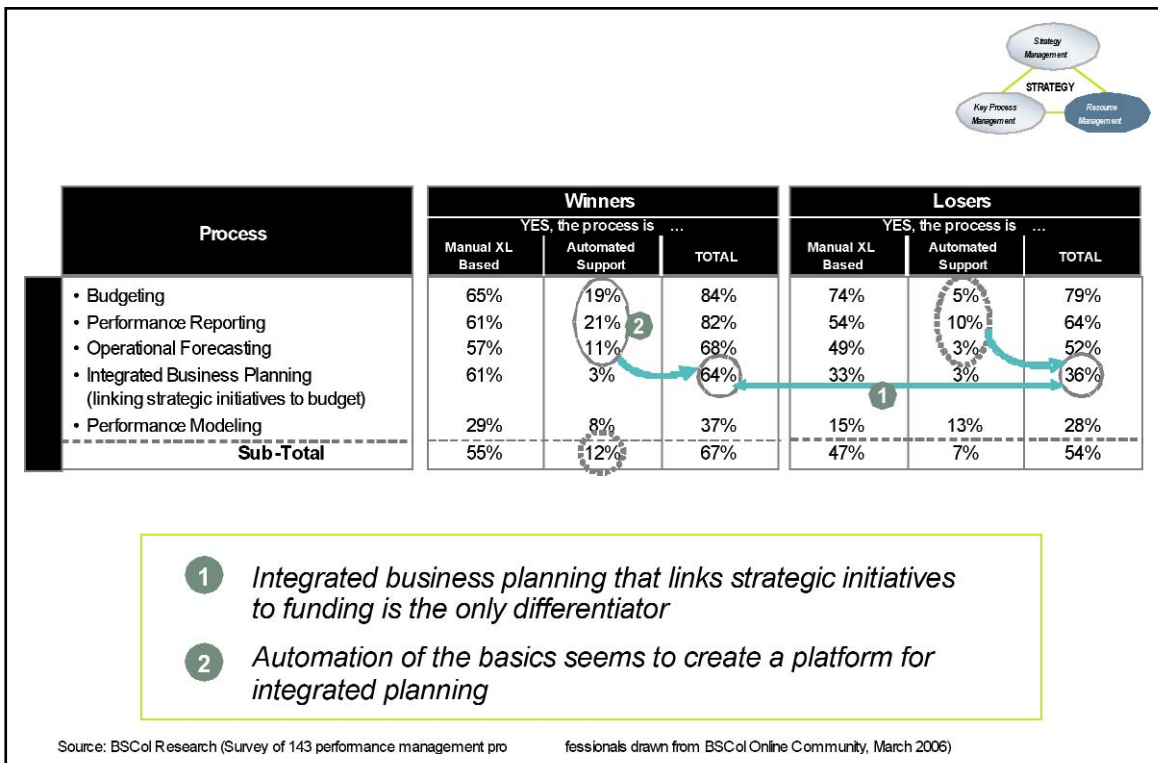 Strategy
Management
STRATEGY
Key Process
Management
Resource
Management
Process
Winners
Losers
YES, the process is ...
YES, the process is ...
Manual XL
Based
Automated
Support
TOTAL
Manual XL
Based
Automated
Support
TOTAL
• Budgeting 65% 19% 84% 74% 5% 79%
• Performance Reporting 61% 21% 2 82% 54% 10% 64%
• Operational Forecasting 57% 11% 68% 49% 3% 52%
• Integrated Business Planning 61% 3% 64% 33% 3% 36%
(linking strategic initiatives to budget) 1
• Performance Modeling 29% 8% 37% 15% 13% 28%
Sub-Total 55% 12% 67% 47% 7% 54%
1 Integrated business planning that links strategic initiatives
to funding is the only differentiator
2 Automation of the basics seems to create a platform for
integrated planning
Source: BSCol Research (Survey of 143 performance management pro fessionals drawn from BSCol Online Community, March 2006)